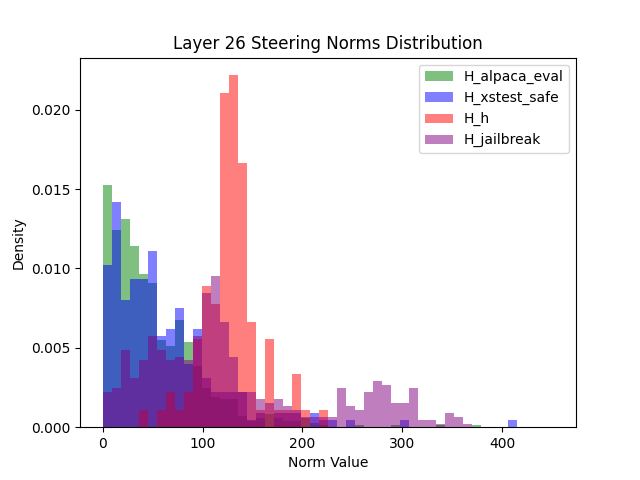 Layer 26 Steering Norms Distribution
H_alpaca_eval
H_xstest_safe
H_h
H_jailbreak
0.020
0.015
0.010
0.005
0.000
Density
0
100
200
300
400
Norm Value